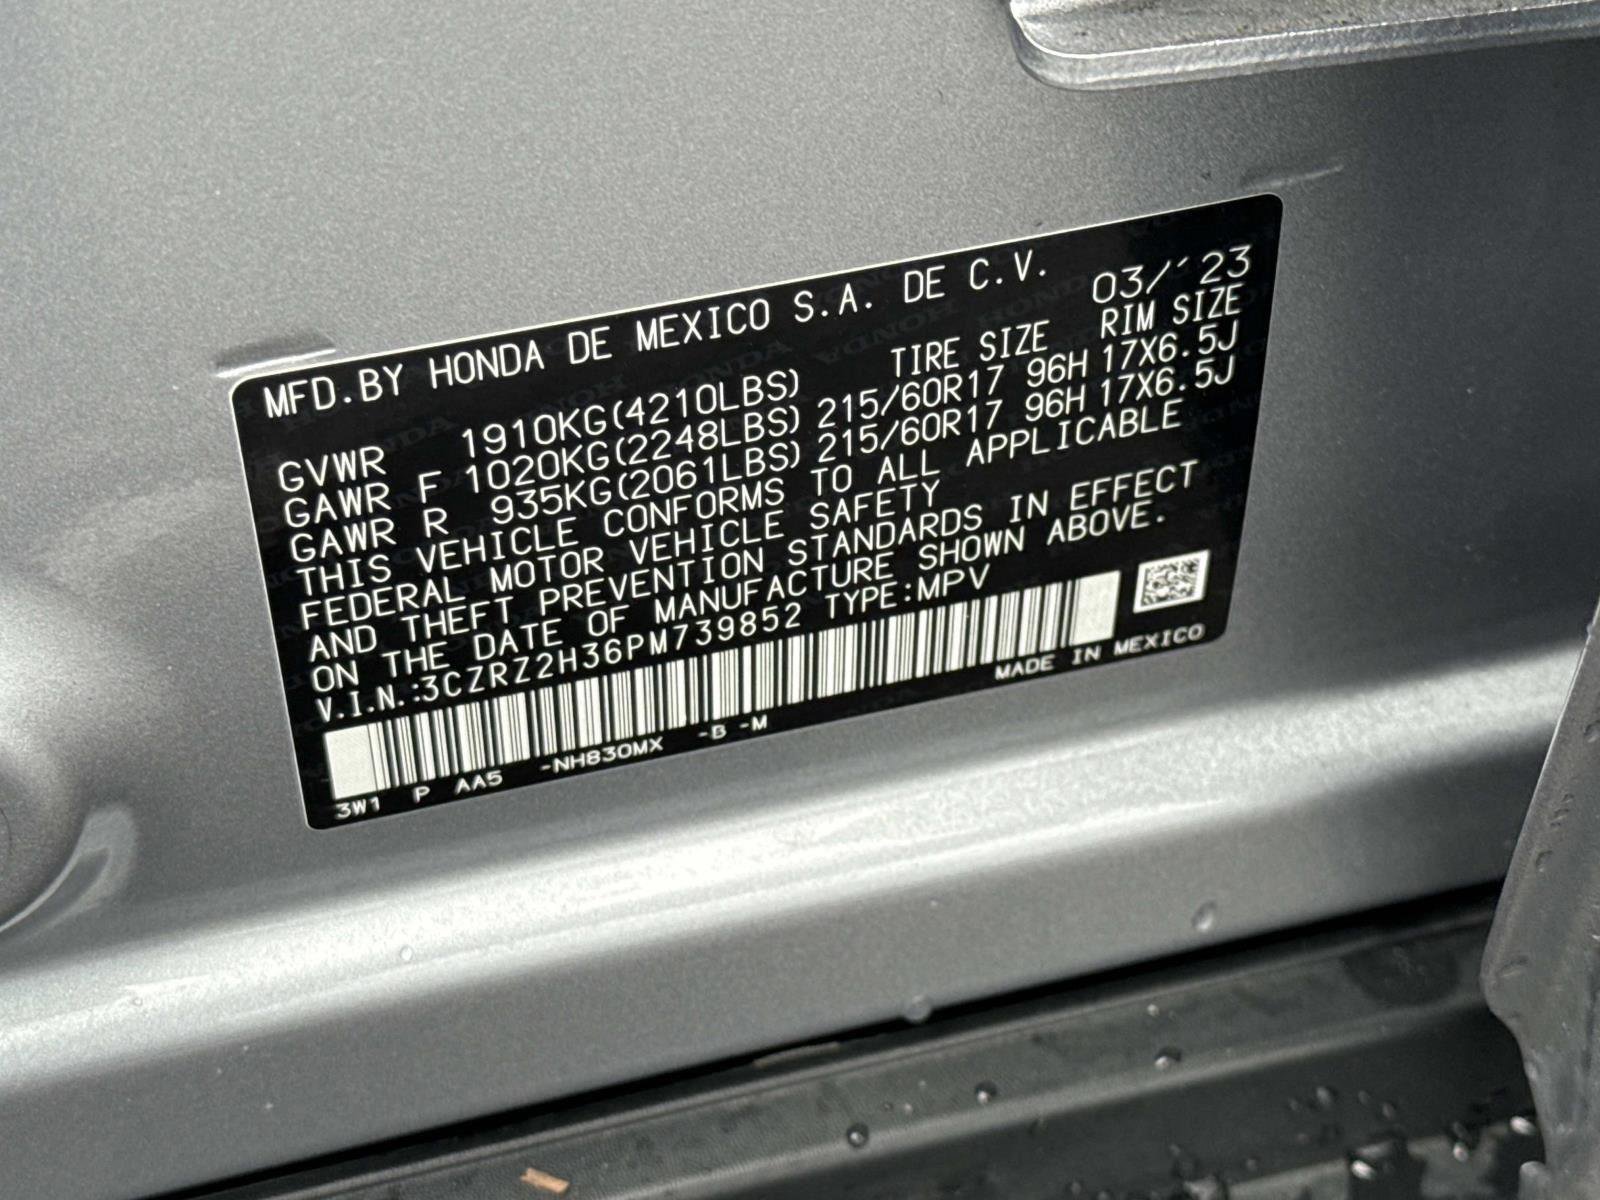 MFD.BY HONDA DE MEXICO S.A. DE C.V. 03/´23
TIRE SIZE RIM SIZE
GVWR 1910KG(4210LBS)
GAWR F 1020KG(2248LBS) 215/60R17 96H 17X6.5J
GAWR R 935KG(2061LBS) 215/60R17 96H 17X6.5J
THIS VEHICLE CONFORMS TO ALL APPLICABLE
FEDERAL MOTOR VEHICLE SAFETY
AND THEFT PREVENTION STANDARDS IN EFFECT
ON THE DATE OF MANUFACTURE SHOWN ABOVE.
V.I.N.:3CZRZ2H36PM739852 TYPE:MPV
MADE IN MEXICO
3W1 P AA5 -NH830MX -B -M